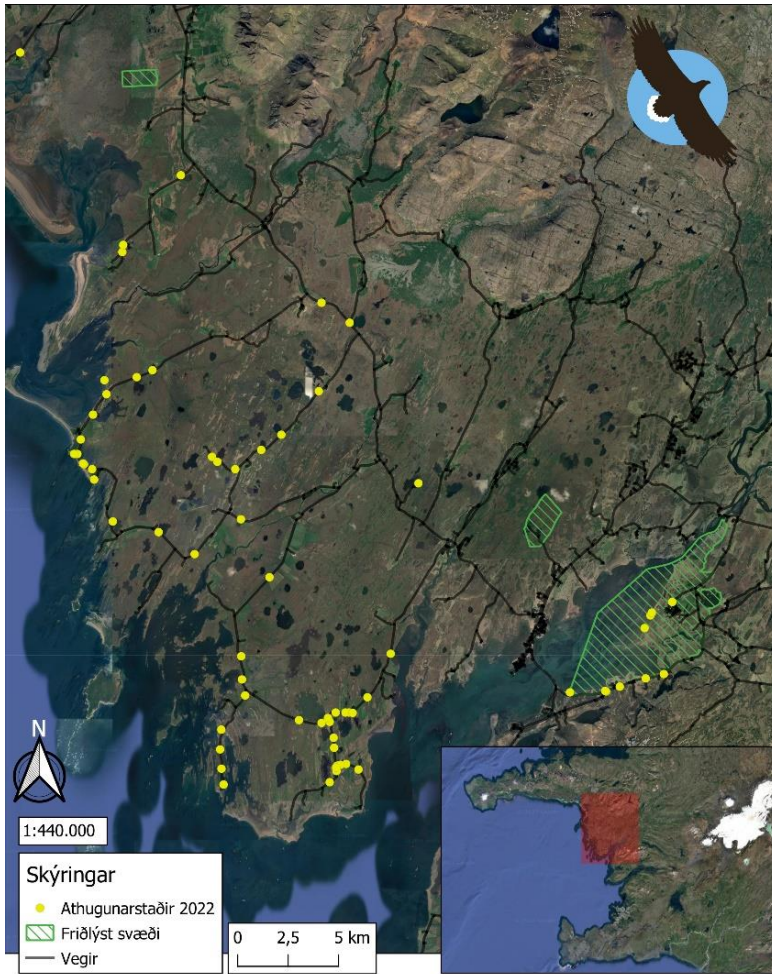 N
1:440.000
Skýringar
Athugunarstaðir 2022
Friðlýst svæði
Vegir
0 2,5 5 km